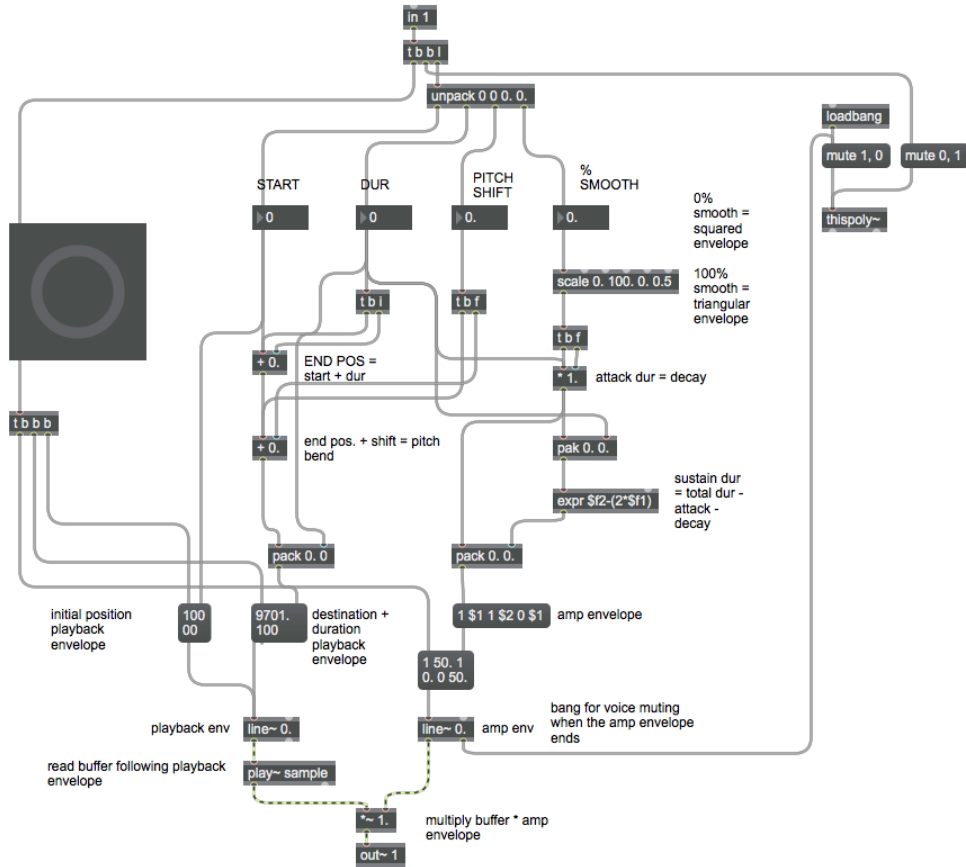 in 1
t b b l
unpack 0 0 0. 0.
loadbang
mute 1, 0
mute 0, 1
thispoly~
START
DUR
PITCH
SHIFT
%
SMOOTH
0
0
0.
0.
0%
smooth =
squared
envelope
100%
smooth =
triangular
envelope
scale 0. 100. 0. 0.5
t b i
t b f
t b f
+ 0.
END POS =
start + dur
* 1.
attack dur = decay
t b b b
+ 0.
end pos. + shift = pitch
bend
pak 0. 0.
expr $f2-(2*$f1)
sustain dur
= total dur -
attack -
decay
pack 0. 0
pack 0. 0.
initial position
playback
envelope
100
00
9701.
100
destination +
duration
playback
envelope
1 $1 1 $2 0 $1
amp envelope
1 50. 1
0. 0 50.
playback env
line~ 0.
line~ 0.
amp env
bang for voice muting
when the amp envelope
ends
read buffer following playback
envelope
play~ sample
*~ 1.
multiply buffer * amp
envelope
out~ 1